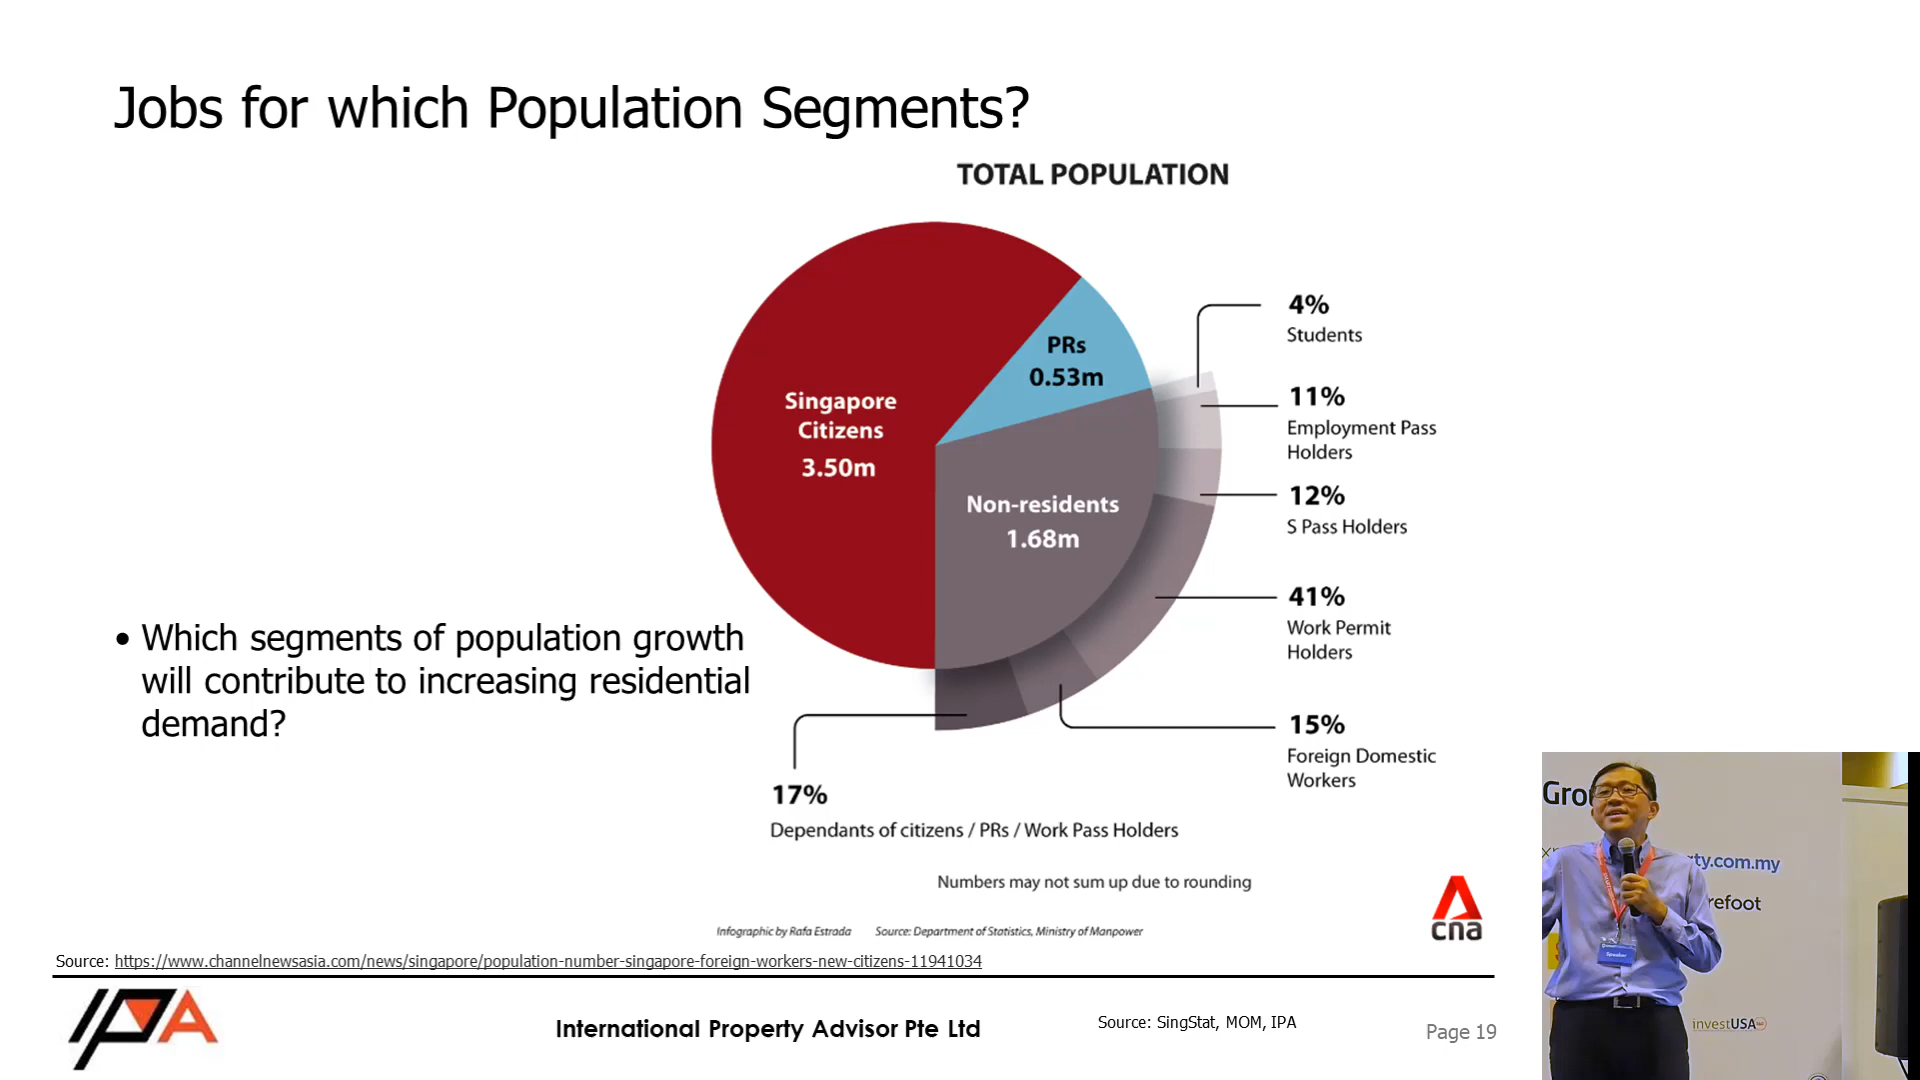 Jobs for which Population Segments?
TOTAL POPULATION
Singapore
Citizens
3.50m
PRs
0.53m
Non-residents
1.68m
4%
Students
11%
Employment Pass
Holders
12%
S Pass Holders
41%
Work Permit
Holders
15%
Foreign Domestic
Workers
17%
Dependants of citizens / PRs / Work Pass Holders
• Which segments of population growth
will contribute to increasing residential
demand?
Numbers may not sum up due to rounding
Infographic by Rafa Estrada Source: Department of Statistics, Ministry of Manpower
cna
Source: https://www.channelnewsasia.com/news/singapore/population-number-singapore-foreign-workers-new-citizens-11941034
IPA
International Property Advisor Pte Ltd
Source: SingStat, MOM, IPA
Page 19
ty.com.my
refoot
Speaker
investUSA